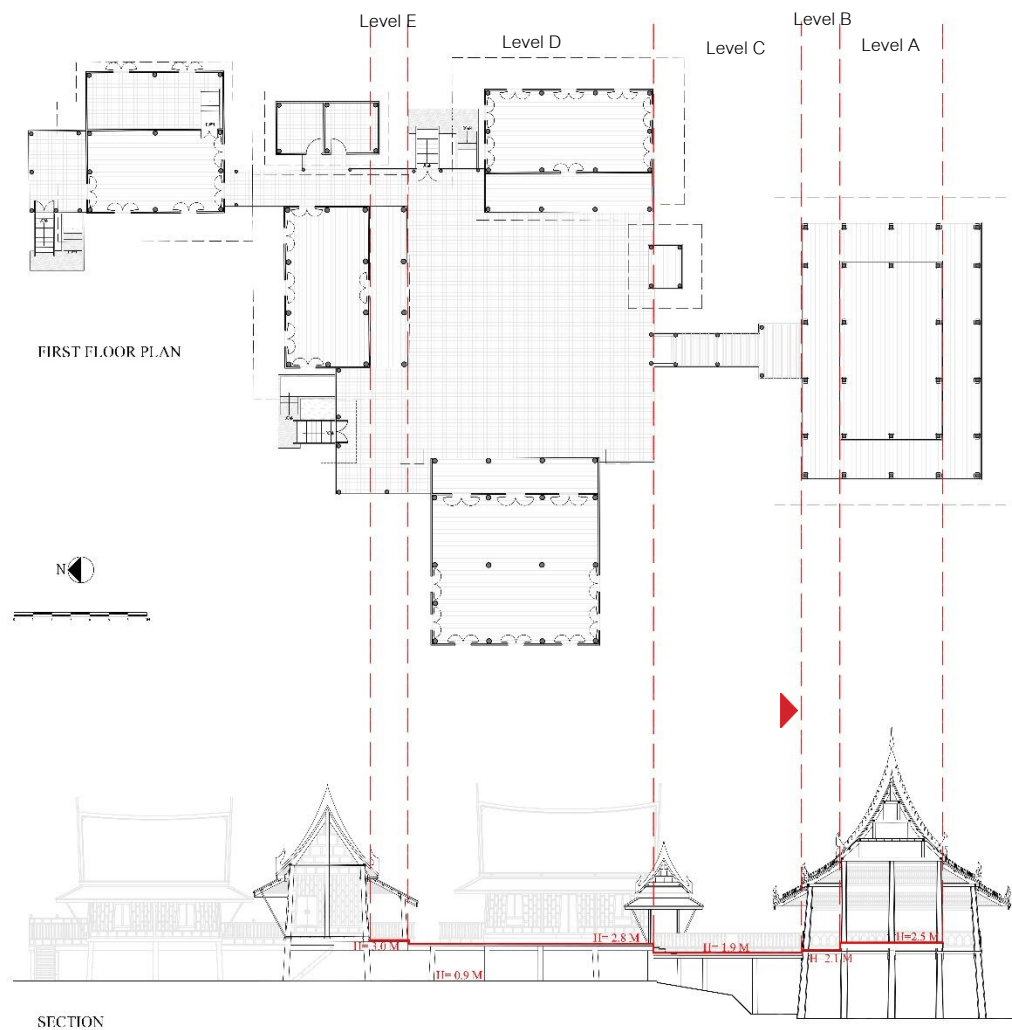 Level E
Level D
Level C
Level B
Level A
FIRST FLOOR PLAN
N
H= 3.0 M
H= 2.8 M
H= 1.9 M
H= 2.1 M
H=2.5 M
H= 0.9 M
SECTION